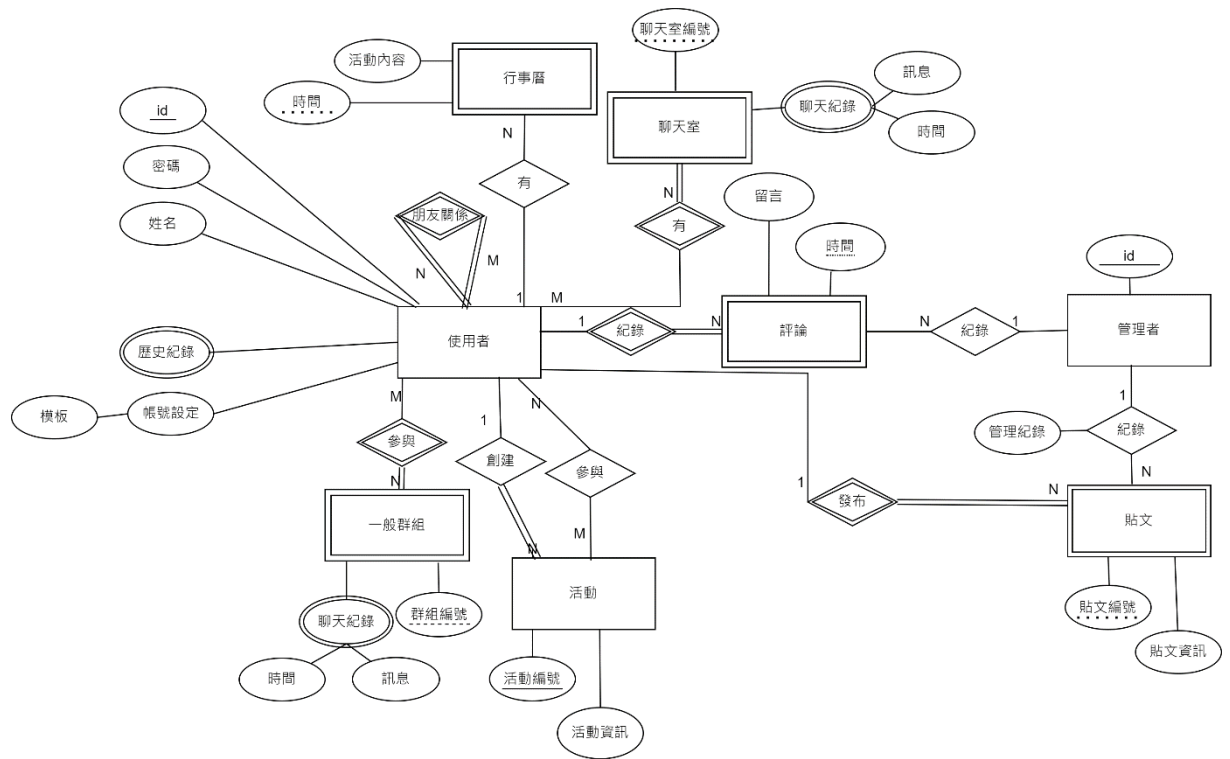 聊天室編號
活動內容
行事曆
訊息
時間
聊天紀錄
id
聊天室
時間
N
密碼
有
留言
N
朋友關係
姓名
有
時間
id
N
M
1
M
1
紀錄
N
評論
N
紀錄
1
管理者
使用者
歷史紀錄
M
N
1
模板
帳號設定
1
管理紀錄
紀錄
參與
創建
參與
N
1
發布
N
N
一般群組
M
貼文
N
活動
聊天紀錄
群組編號
貼文編號
時間
訊息
活動編號
貼文資訊
活動資訊